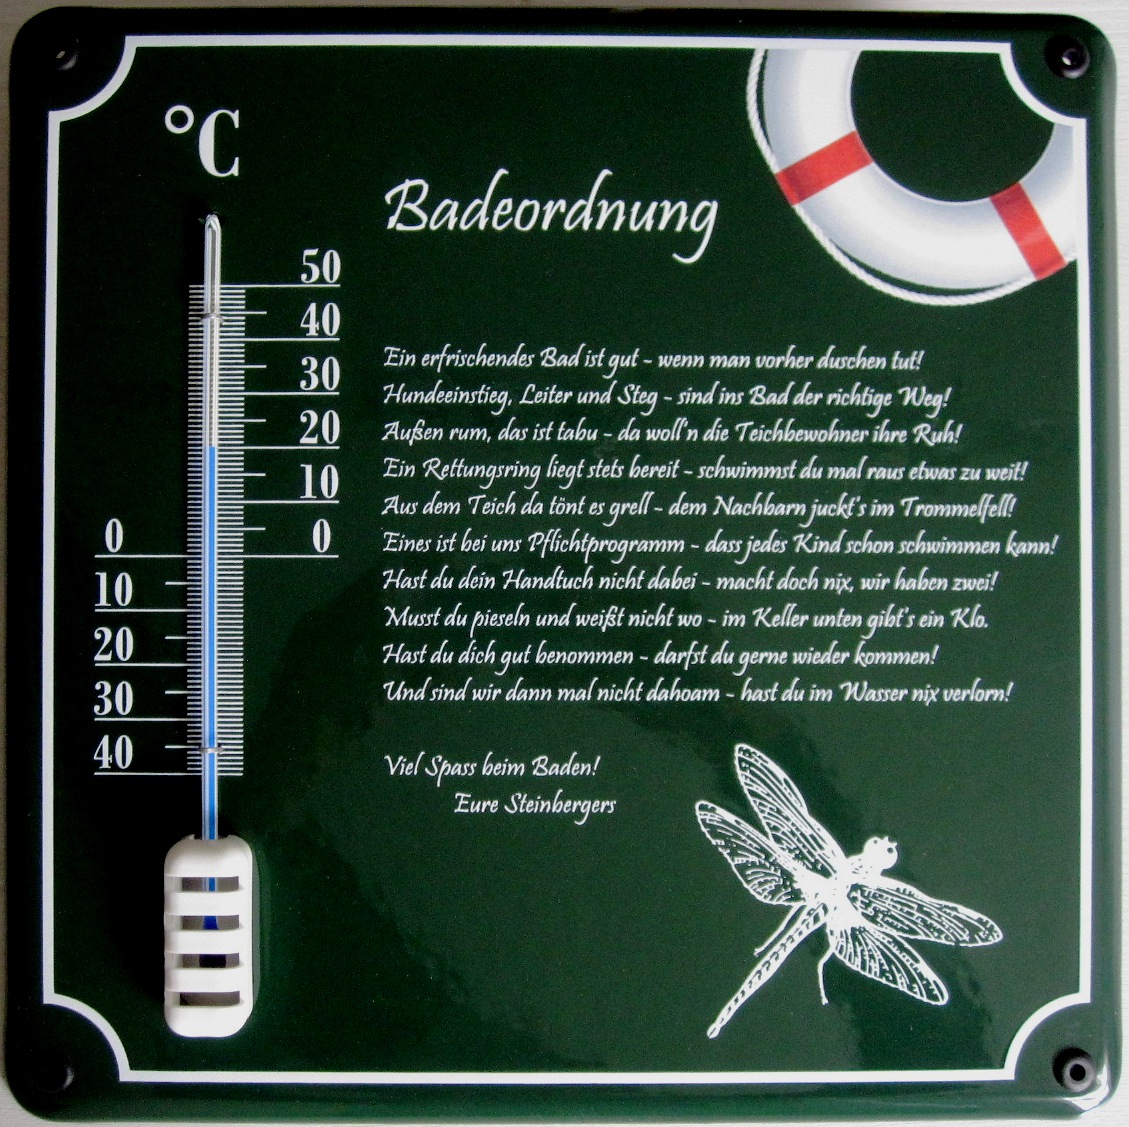 °C
Badeordnung
50
40
30
20
10
0 0
10
20
30
40
Ein erfrischendes Bad ist gut - wenn man vorher duschen tut!
Hundeeinstieg, Leiter und Steg - sind ins Bad der richtige Weg!
Außen rum, das ist tabu - da woll'n die Teichbewohner ihre Ruh!
Ein Rettungsring liegt stets bereit - schwimmst du mal raus etwas zu weit!
Aus dem Teich da tönt es grell - dem Nachbarn juckt's im Trommelfell!
Eines ist bei uns Pflichtprogramm - dass jedes Kind schon schwimmen kann!
Hast du dein Handtuch nicht dabei - macht doch nix, wir haben zwei!
Musst du pieseln und weißt nicht wo - im Keller unten gibt's ein Klo.
Hast du dich gut benommen - darfst du gerne wieder kommen!
Und sind wir dann mal nicht dahoam - hast du im Wasser nix verlorn!
Viel Spass beim Baden!
Eure Steinbergers